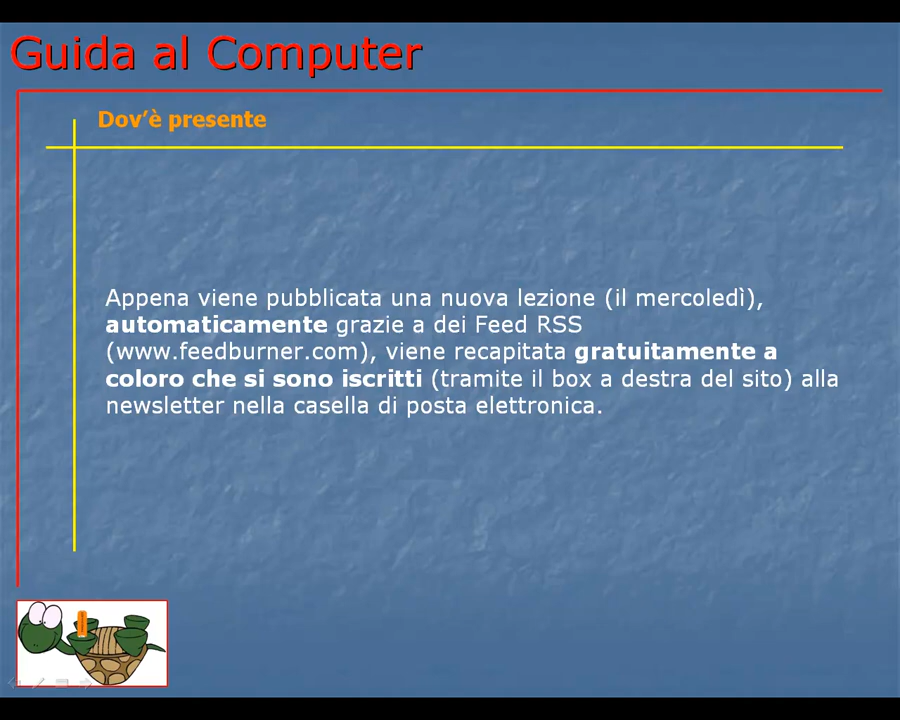 Guida al Computer
Dov’è presente
Appena viene pubblicata una nuova lezione (il mercoledì),
automaticamente grazie a dei Feed RSS
(www.feedburner.com), viene recapitata gratuitamente a
coloro che si sono iscritti (tramite il box a destra del sito) alla
newsletter nella casella di posta elettronica.